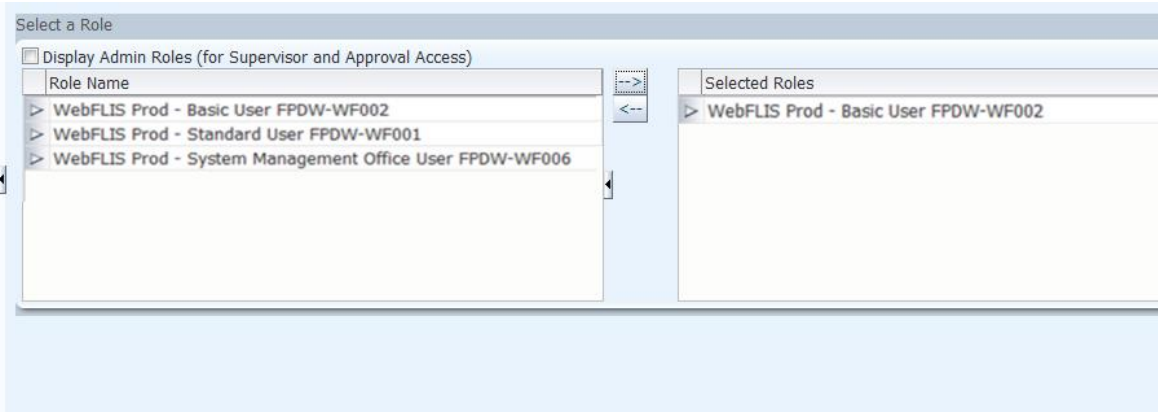 Select a Role
Display Admin Roles (for Supervisor and Approval Access)
Role Name
WebFLIS Prod - Basic User FPDW-WF002
WebFLIS Prod - Standard User FPDW-WF001
WebFLIS Prod - System Management Office User FPDW-WF006
-->
<--
Selected Roles
WebFLIS Prod - Basic User FPDW-WF002